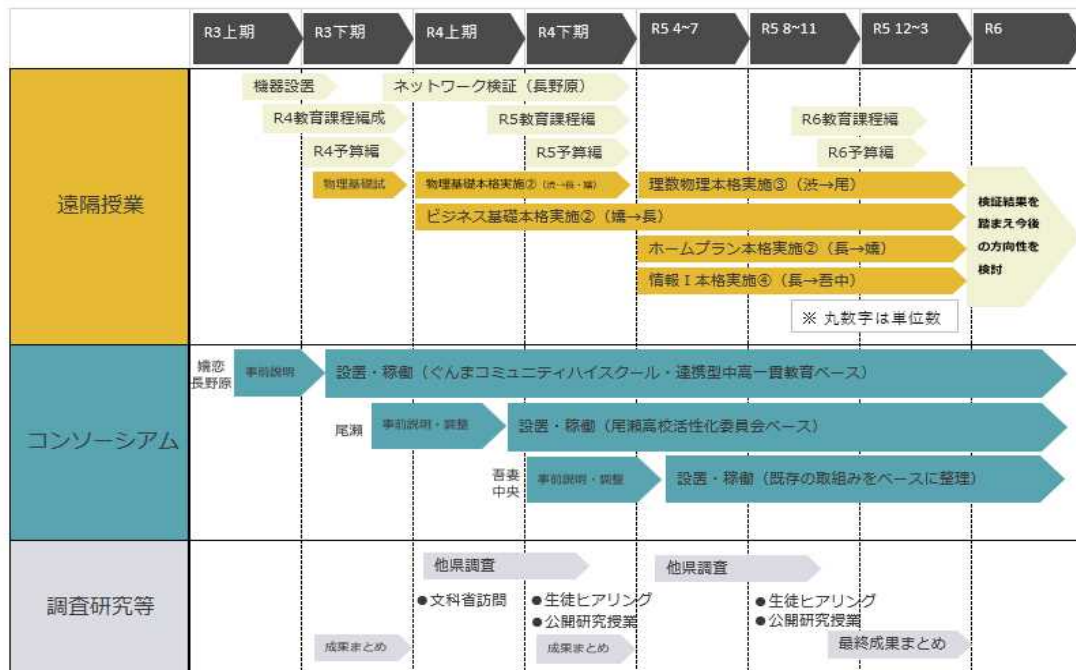 R3上期
R3下期
R4上期
R4下期
R5 4~7
R5 8~11
R5 12~3
R6
遠隔授業
機器設置
ネットワーク検証（長野原）
R4教育課程編成
R5教育課程編
R6教育課程編
R4予算編
R5予算編
R6予算編
物理基礎試
物理基礎本格実施②（渋→長・嬬）
理数物理本格実施③（渋→尾）
ビジネス基礎本格実施②（嬬→長）
ホームプラン本格実施②（長→嬬）
情報Ⅰ本格実施④（長→吾中）
検証結果を
踏まえ今後
の方向性を
検討
※ 丸数字は単位数
コンソーシアム
嬬恋
長野原
事前説明
設置・稼働（ぐんまコミュニティハイスクール・連携型中高一貫教育ベース）
尾瀬
事前説明・調整
設置・稼働（尾瀬高校活性化委員会ベース）
吾妻
中央
事前説明・調整
設置・稼働（既存の取組みをベースに整理）
調査研究等
他県調査
他県調査
●文科省訪問
●生徒ヒアリング
●公開研究授業
●生徒ヒアリング
●公開研究授業
成果まとめ
成果まとめ
最終成果まとめ